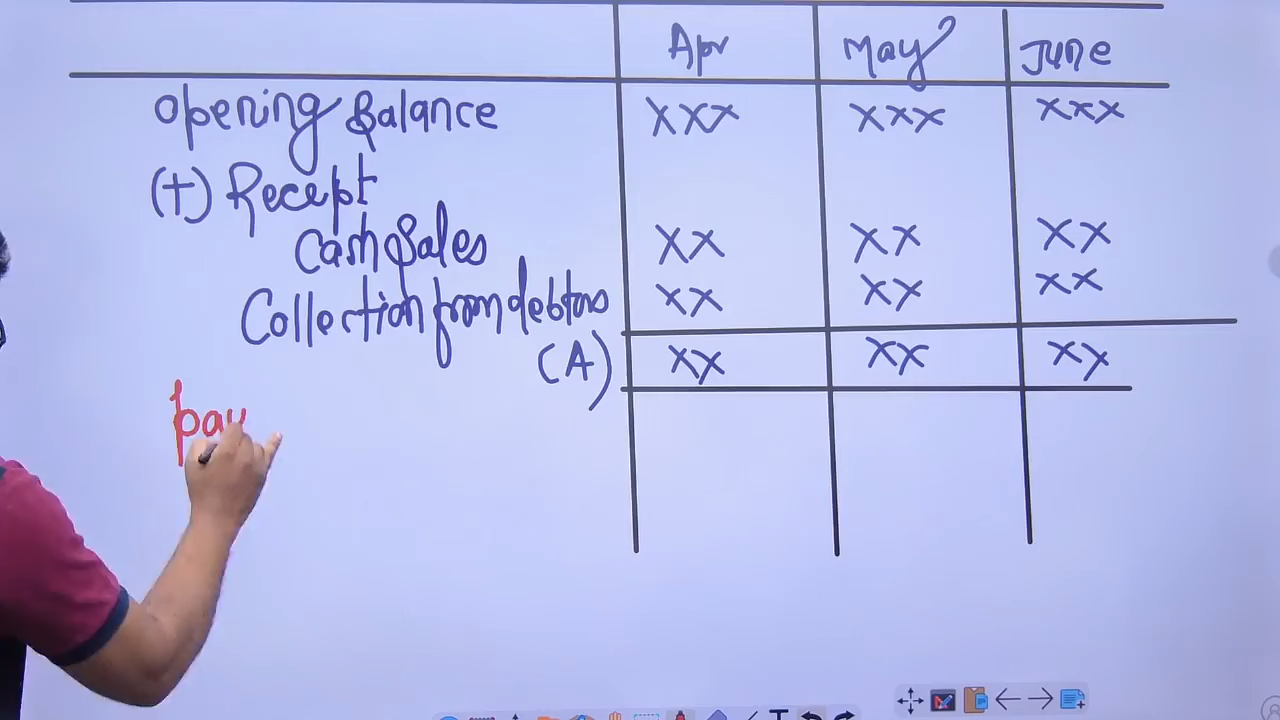 Apr May June
Opening Balance XXX XXX XXX
(+) Recept
Cash Sales XX XX XX
Collection from debtors XX XX XX
(A) XX XX XX
pay